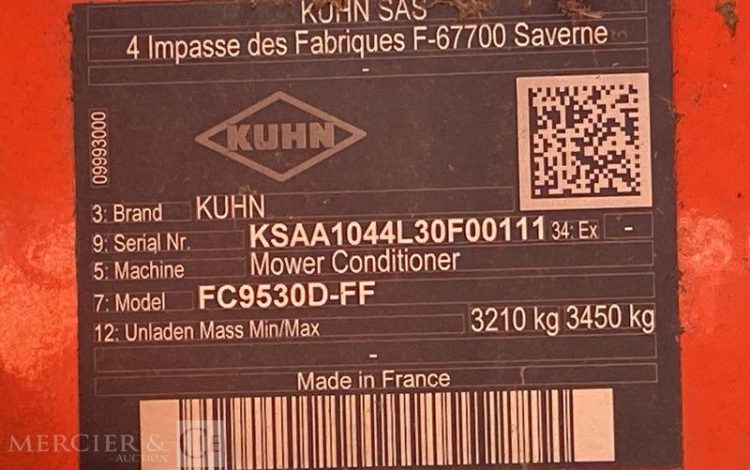 KUHN SAS
4 Impasse des Fabriques F-67700 Saverne
-
09993000
KUHN
3: Brand KUHN
9: Serial Nr. KSAA1044L30F00111 34: Ex -
5: Machine Mower Conditioner
7: Model FC9530D-FF
12: Unladen Mass Min/Max 3210 kg 3450 kg
-
Made in France
MERCIER &
AUCTION